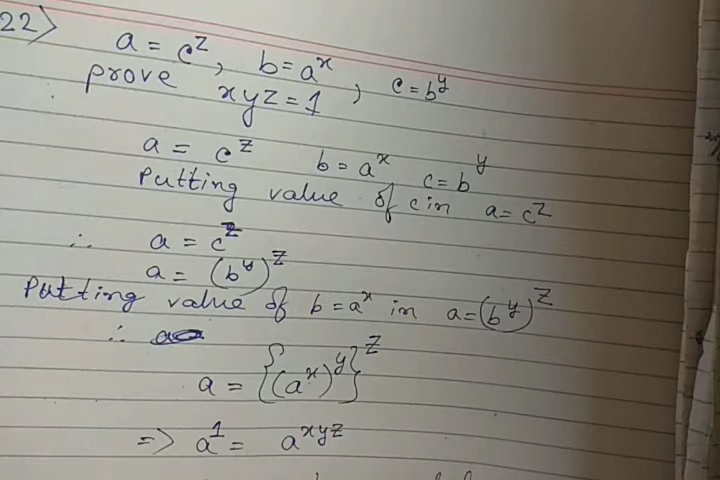 22>
a = c^z, b = a^x, c = b^y
prove xyz = 1
a = c^z b = a^x c = b^y
Putting value of c in a = c^z
∴ a = c^z
a = (b^y)^z
Putting value of b = a^x in a = (b^y)^z
∴
a = {(a^x)^y}^z
=> a^1 = a^xyz